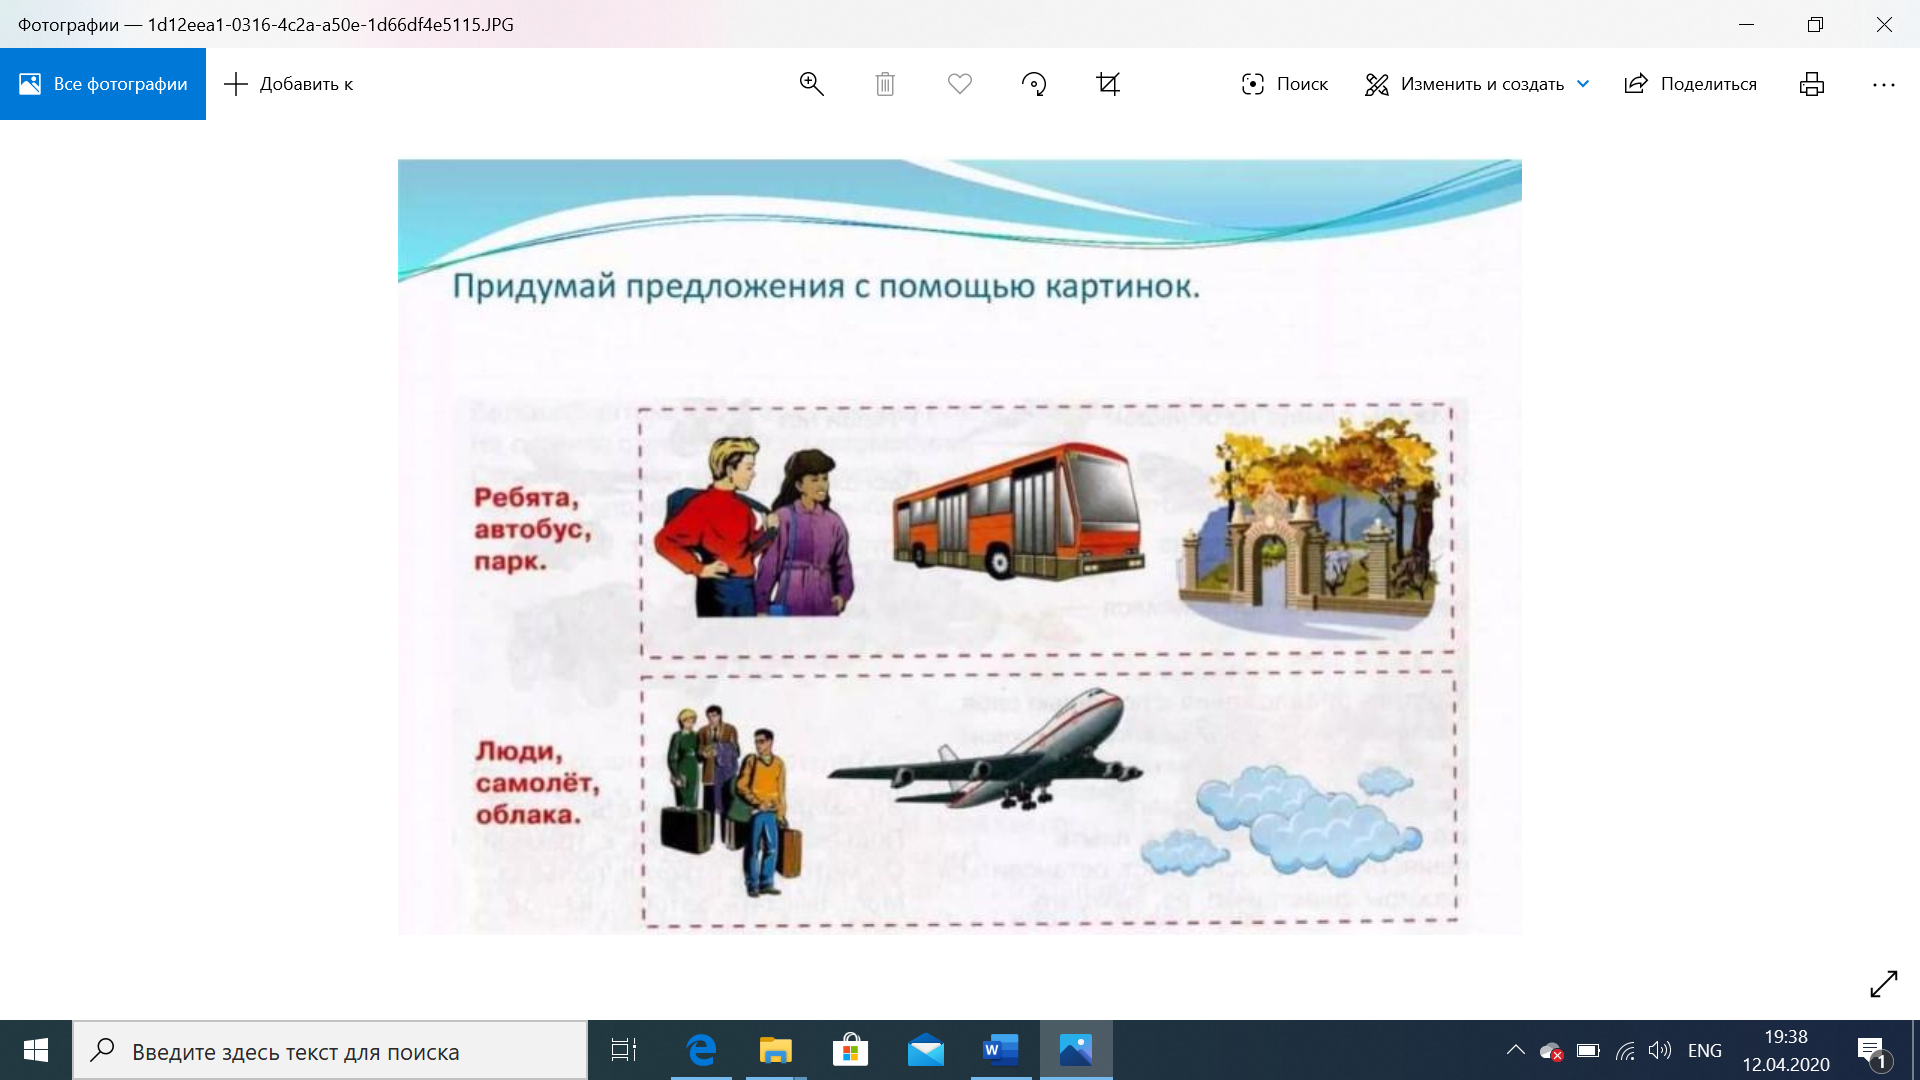 Фотографии — 1d12eea1-0316-4c2a-a50e-1d66df4e5115.JPG
Все фотографии
Добавить к
Поиск
Изменить и создать
Поделиться
Придумай предложения с помощью картинок.
Ребята,
автобус,
парк.
Люди,
самолёт,
облака.
Введите здесь текст для поиска
W
ENG
19:38
12.04.2020
1